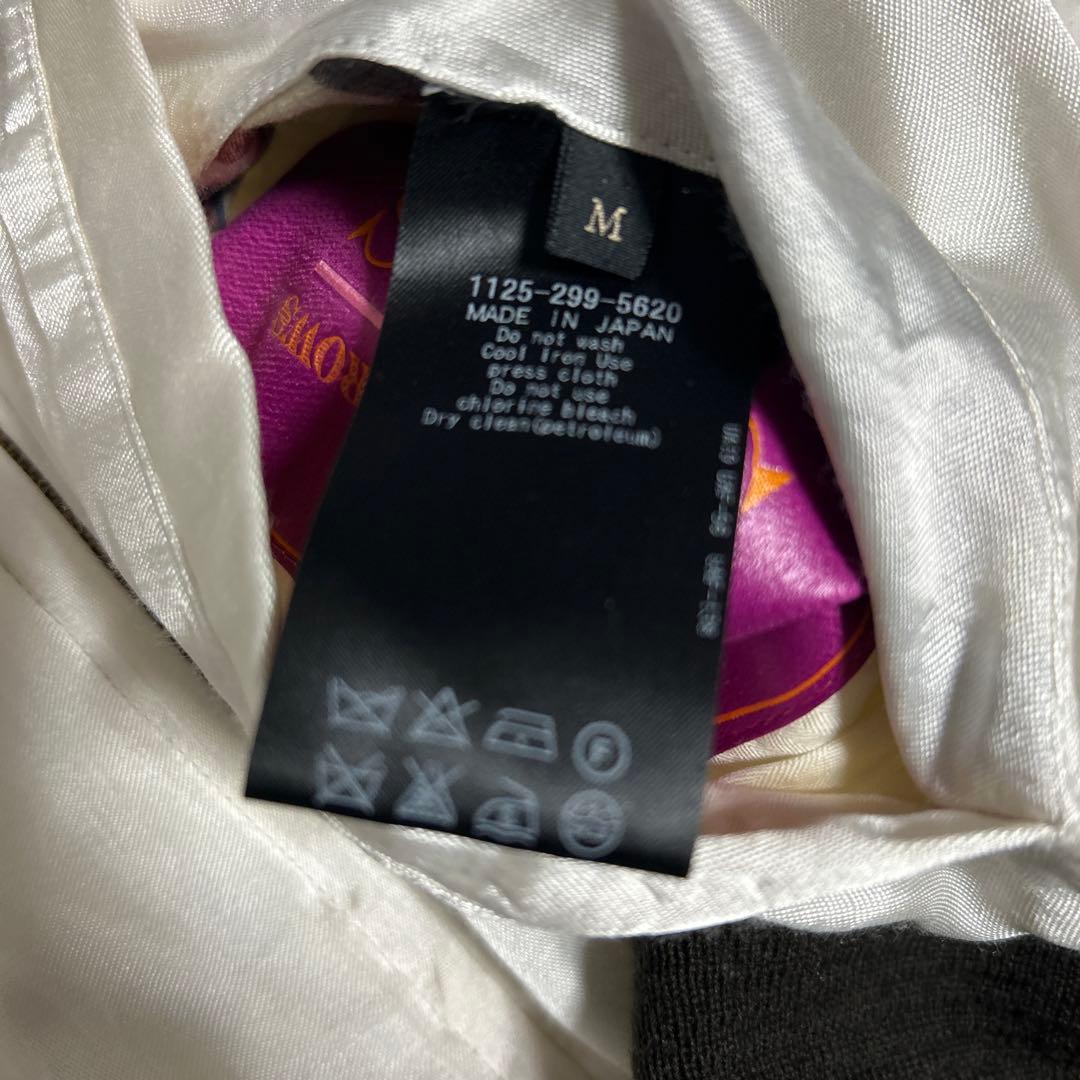 M
1125-299-5620
MADE IN JAPAN
Do not wash
Cool Iron Use
press cloth
Do not use
chlorine bleach
Dry clean(petroleum)